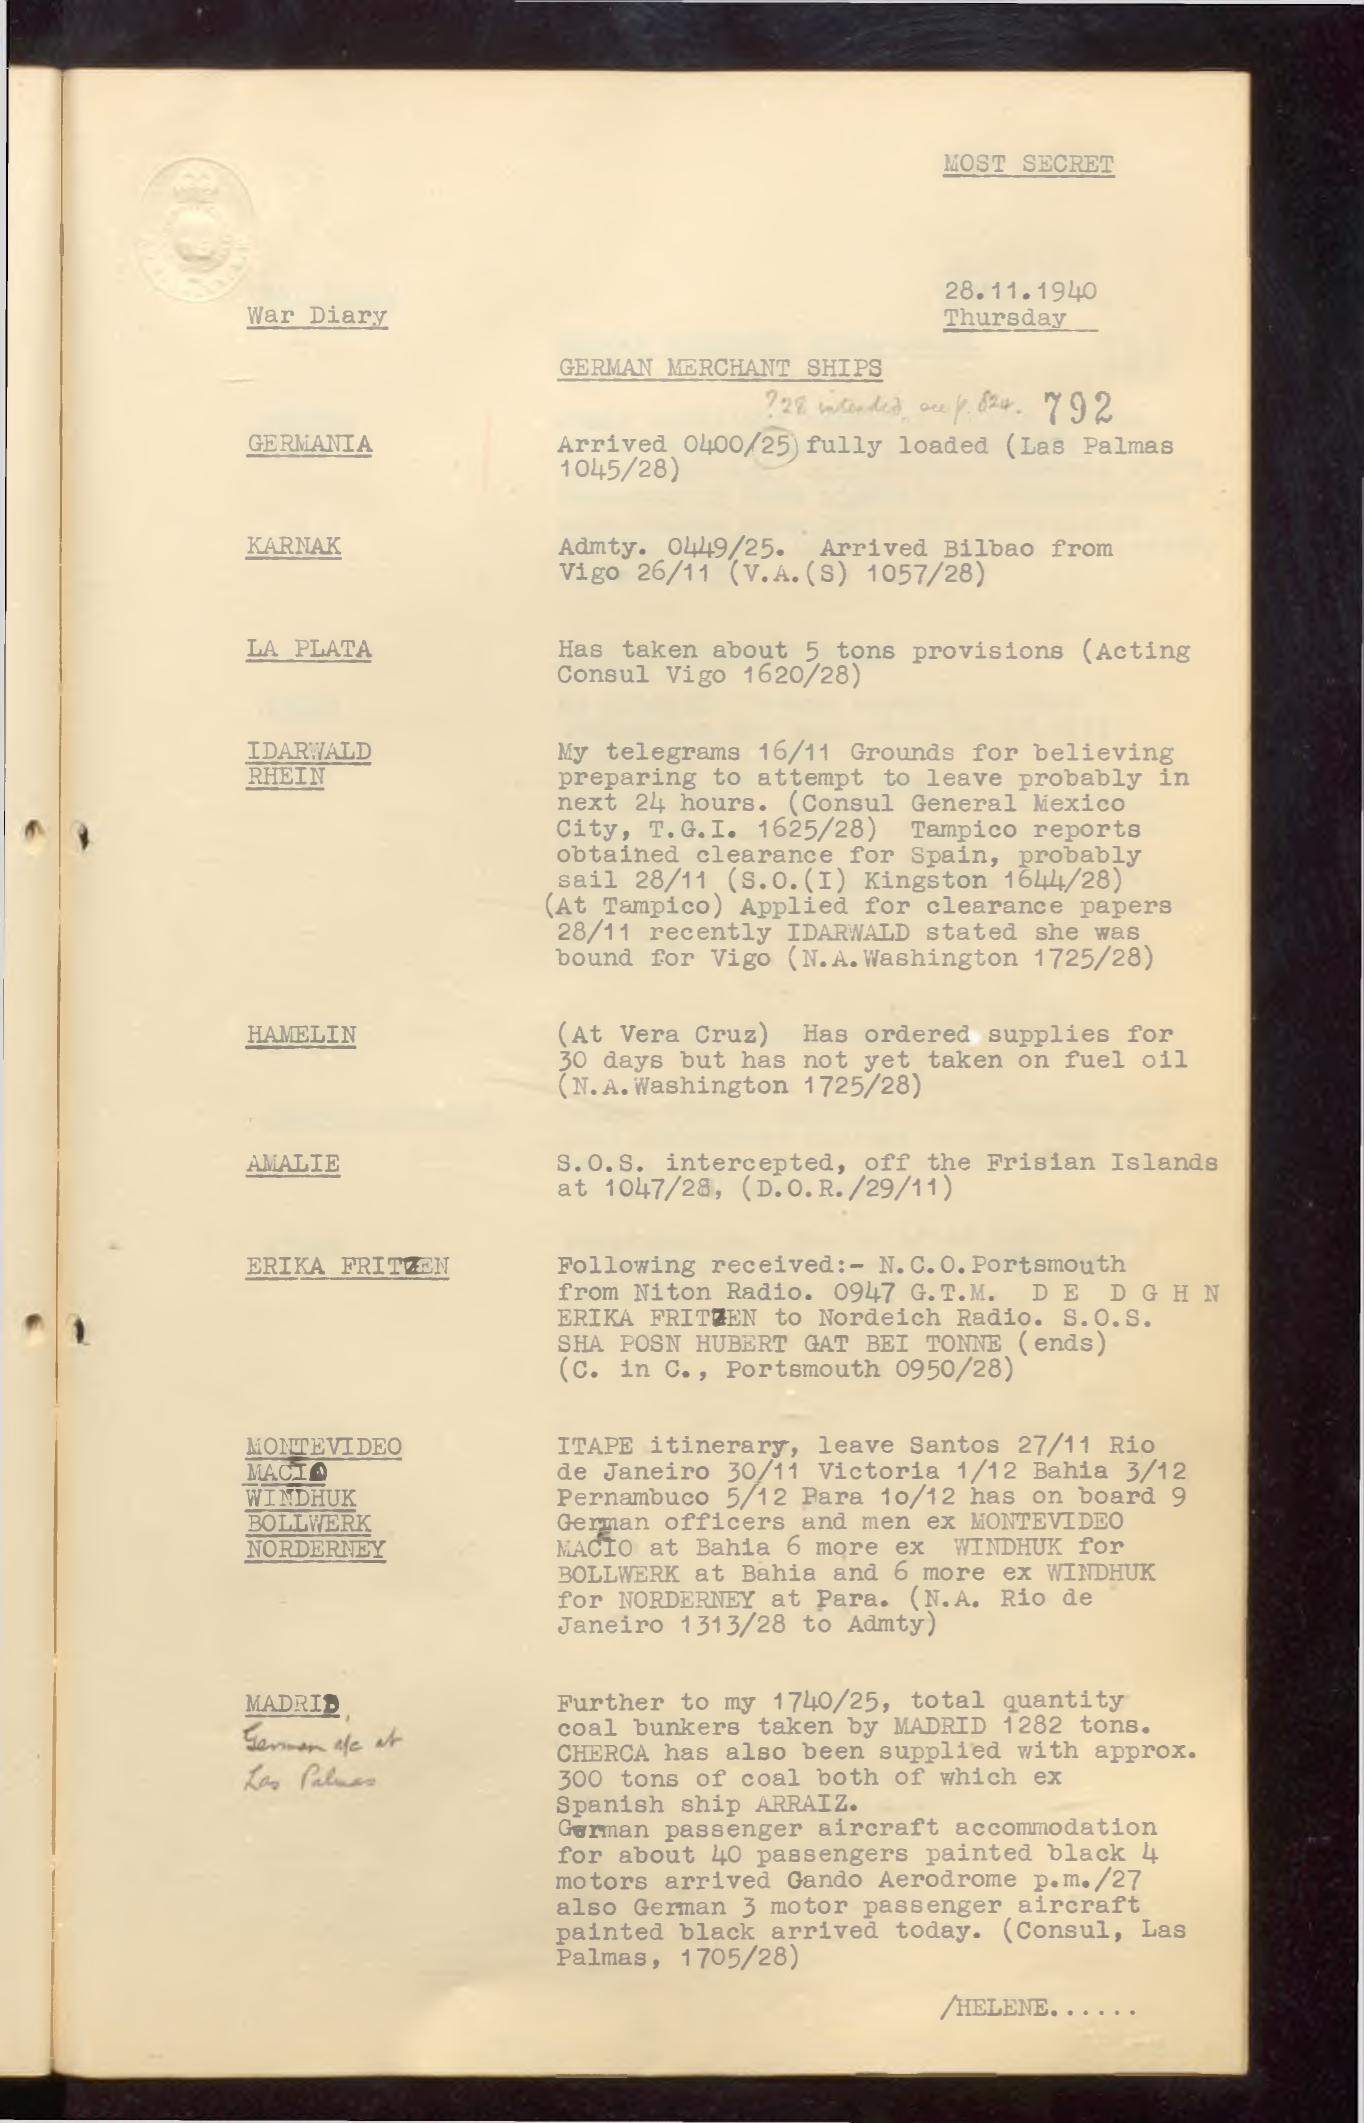 MOST SECRET
28.11.1940
War Diary
Thursday
GERMAN MERCHANT SHIPS
?28 intended, see p. 824. 792
GERMANIA
Arrived 0400/25 fully loaded (Las Palmas
1045/28)
KARNAK
Admty. 0449/25. Arrived Bilbao from
Vigo 26/11 (V.A.(S) 1057/28)
LA PLATA
Has taken about 5 tons provisions (Acting
Consul Vigo 1620/28)
IDARWALD
RHEIN
My telegrams 16/11 Grounds for believing
preparing to attempt to leave probably in
next 24 hours. (Consul General Mexico
City, T.G.I. 1625/28) Tampico reports
obtained clearance for Spain, probably
sail 28/11 (S.O.(I) Kingston 1644/28)
(At Tampico) Applied for clearance papers
28/11 recently IDARWALD stated she was
bound for Vigo (N.A.Washington 1725/28)
HAMELIN
(At Vera Cruz) Has ordered supplies for
30 days but has not yet taken on fuel oil
(N.A.Washington 1725/28)
AMALIE
S.O.S. intercepted, off the Frisian Islands
at 1047/28, (D.O.R./29/11)
ERIKA FRITZEN
Following received:- N.C.O.Portsmouth
from Niton Radio. 0947 G.T.M. D E D G H N
ERIKA FRITZEN to Nordeich Radio. S.O.S.
SHA POSN HUBERT GAT BEI TONNE (ends)
(C. in C., Portsmouth 0950/28)
MONTEVIDEO
MACIO
WINDHUK
BOLLWERK
NORDERNEY
ITAPE itinerary, leave Santos 27/11 Rio
de Janeiro 30/11 Victoria 1/12 Bahia 3/12
Pernambuco 5/12 Para 1o/12 has on board 9
German officers and men ex MONTEVIDEO
MACIO at Bahia 6 more ex WINDHUK for
BOLLWERK at Bahia and 6 more ex WINDHUK
for NORDERNEY at Para. (N.A. Rio de
Janeiro 1313/28 to Admty)
MADRID,
German a/c at
Las Palmas
Further to my 1740/25, total quantity
coal bunkers taken by MADRID 1282 tons.
CHERCA has also been supplied with approx.
300 tons of coal both of which ex
Spanish ship ARRAIZ.
German passenger aircraft accommodation
for about 40 passengers painted black 4
motors arrived Gando Aerodrome p.m./27
also German 3 motor passenger aircraft
painted black arrived today. (Consul, Las
Palmas, 1705/28)
/HELENE......